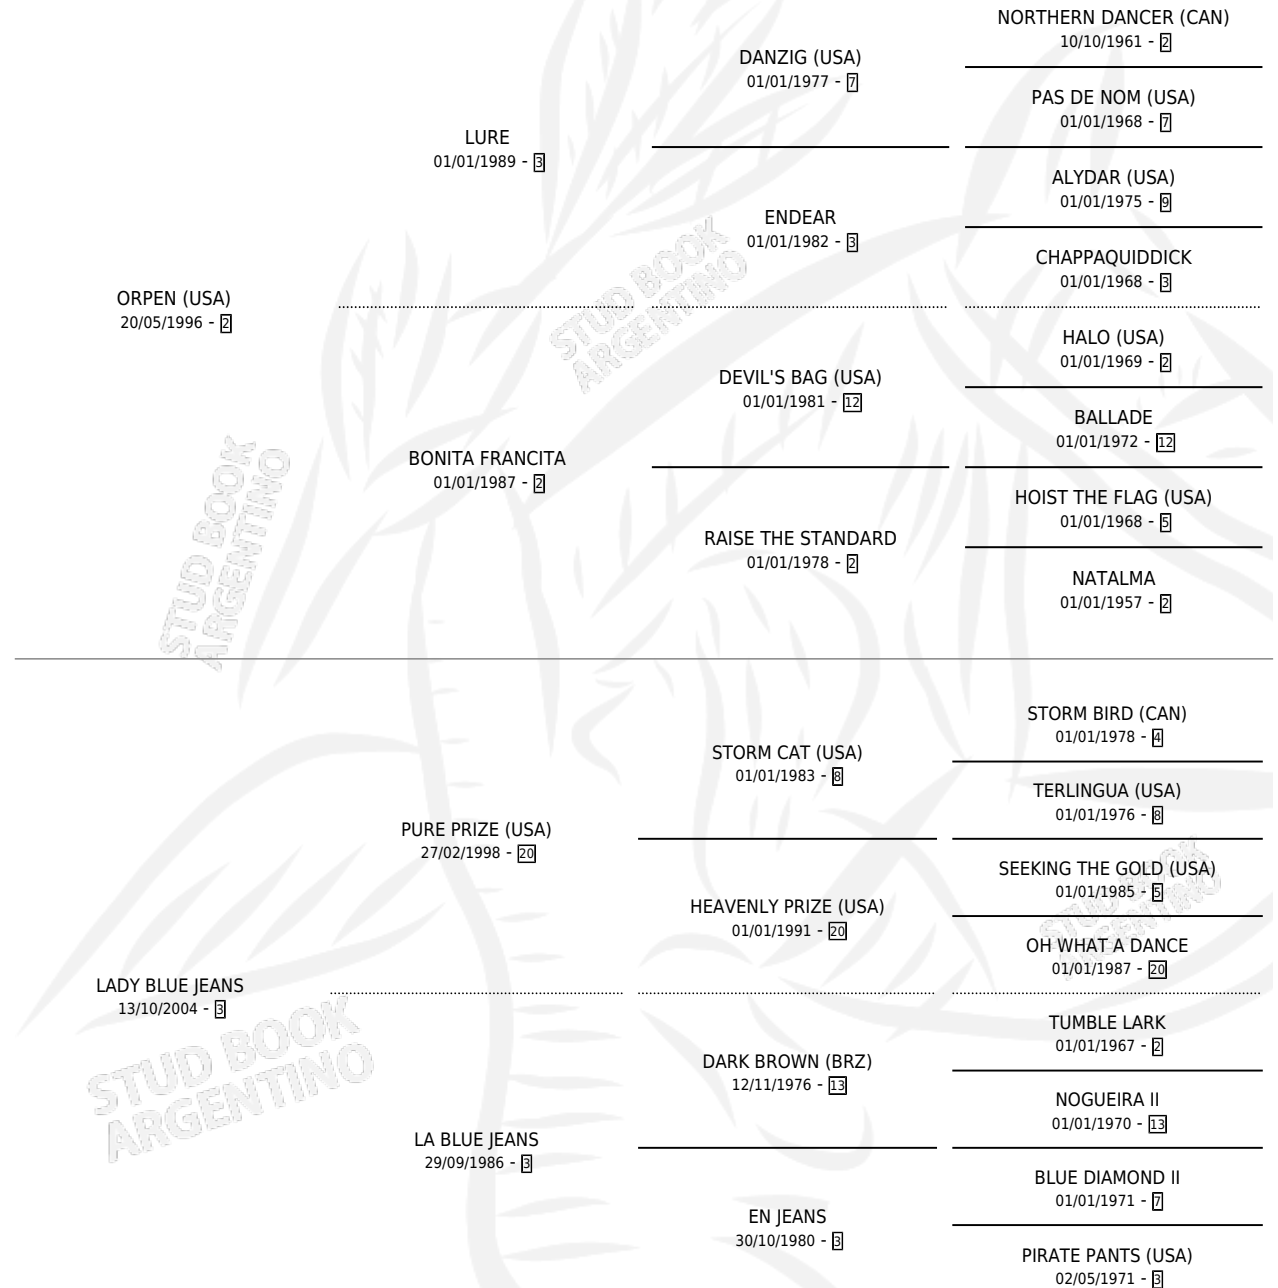 NORTHERN DANCER (CAN)
10/10/1961 - 2
DANZIG (USA)
01/01/1977 - 7
PAS DE NOM (USA)
01/01/1968 - 7
LURE
01/01/1989 - 3
ALYDAR (USA)
01/01/1975 - 9
ENDEAR
01/01/1982 - 3
CHAPPAQUIDDICK
01/01/1968 - 3
ORPEN (USA)
20/05/1996 - 2
STUD BOOK
ARGENTINO
HALO (USA)
01/01/1969 - 2
DEVIL'S BAG (USA)
01/01/1981 - 12
BALLADE
01/01/1972 - 12
BONITA FRANCITA
01/01/1987 - 2
HOIST THE FLAG (USA)
01/01/1968 - 5
RAISE THE STANDARD
01/01/1978 - 2
NATALMA
01/01/1957 - 2
STUD BOOK
ARGENTINO
STORM BIRD (CAN)
01/01/1978 - 4
STORM CAT (USA)
01/01/1983 - 8
TERLINGUA (USA)
01/01/1976 - 8
PURE PRIZE (USA)
27/02/1998 - 20
SEEKING THE GOLD (USA)
01/01/1985 - 5
HEAVENLY PRIZE (USA)
01/01/1991 - 20
STUD BOOK
ARGENTINO
OH WHAT A DANCE
01/01/1987 - 20
LADY BLUE JEANS
13/10/2004 - 3
STUD BOOK
ARGENTINO
TUMBLE LARK
01/01/1967 - 2
DARK BROWN (BRZ)
12/11/1976 - 13
NOGUEIRA II
01/01/1970 - 13
LA BLUE JEANS
29/09/1986 - 3
BLUE DIAMOND II
01/01/1971 - 7
EN JEANS
30/10/1980 - 3
PIRATE PANTS (USA)
02/05/1971 - 3